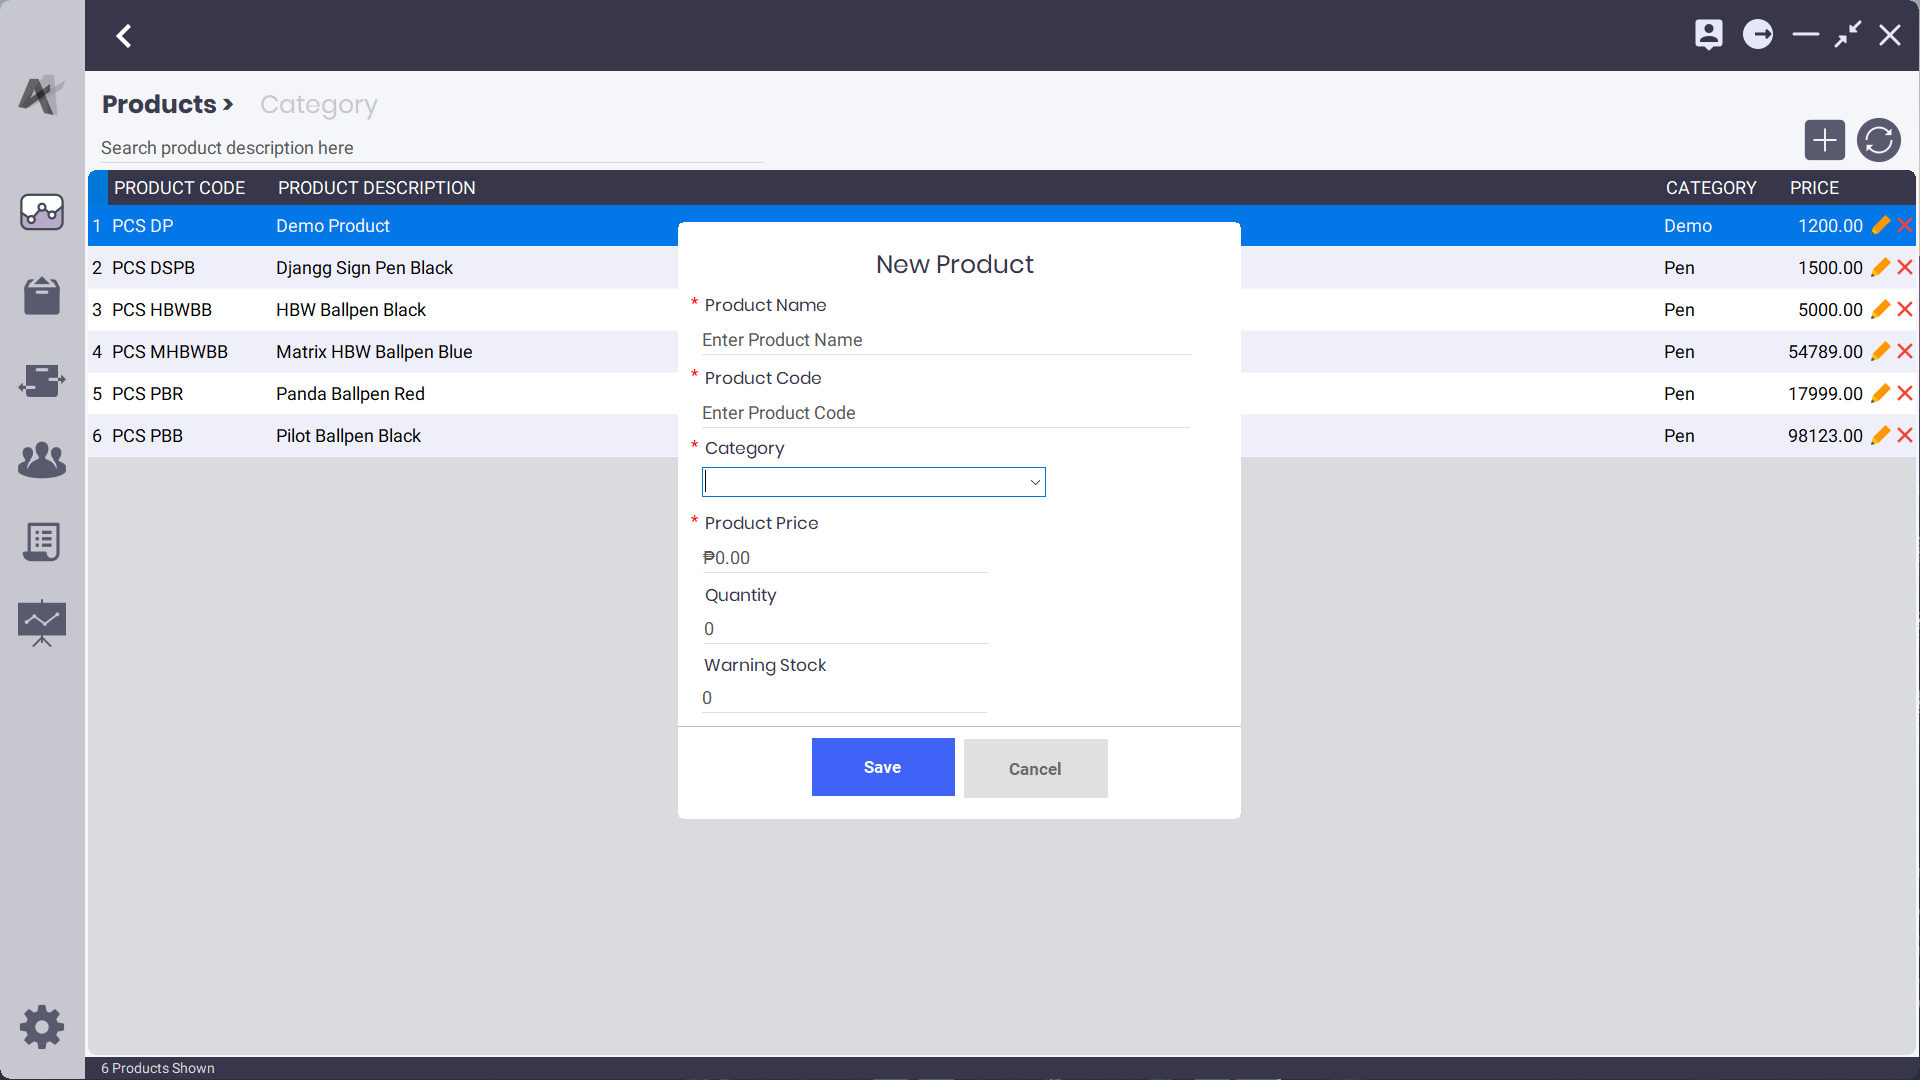 Products > Category
Search product description here
PRODUCT CODE PRODUCT DESCRIPTION CATEGORY PRICE
1 PCS DP Demo Product Demo 1200.00
2 PCS DSPB Djangg Sign Pen Black Pen 1500.00
3 PCS HBWBB HBW Ballpen Black Pen 5000.00
4 PCS MHBWBB Matrix HBW Ballpen Blue Pen 54789.00
5 PCS PBR Panda Ballpen Red Pen 17999.00
6 PCS PBB Pilot Ballpen Black Pen 98123.00
New Product
* Product Name
Enter Product Name
* Product Code
Enter Product Code
* Category
* Product Price
₱0.00
Quantity
0
Warning Stock
0
Save Cancel
6 Products Shown